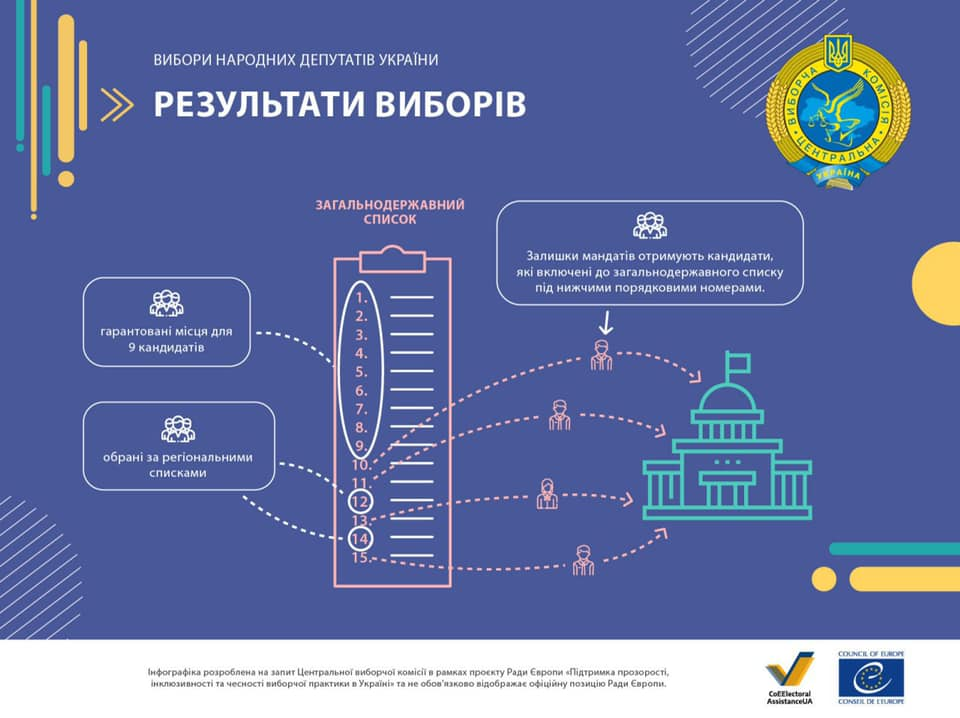 ВИБОРИ НАРОДНИХ ДЕПУТАТІВ УКРАЇНИ
РЕЗУЛЬТАТИ ВИБОРІВ
ЦЕНТРАЛЬНА ВИБОРЧА КОМІСІЯ
УКРАЇНА
ЗАГАЛЬНОДЕРЖАВНИЙ
СПИСОК
Залишки мандатів отримують кандидати,
які включені до загальнодержавного списку
під нижчими порядковими номерами.
гарантовані місця для
9 кандидатів
обрані за регіональними
списками
1.
2.
3.
4.
5.
6.
7.
8.
9.
10.
11.
12
13.
14
15.
Інфографіка розроблена на запит Центральної виборчої комісії в рамках проєкту Ради Європи «Підтримка прозорості,
інклюзивності та чесності виборчої практики в Україні» та не обов'язково відображає офіційну позицію Ради Європи.
CoEElectoral
AssistanceUA
COUNCIL OF EUROPE
CONSEIL DE L'EUROPE